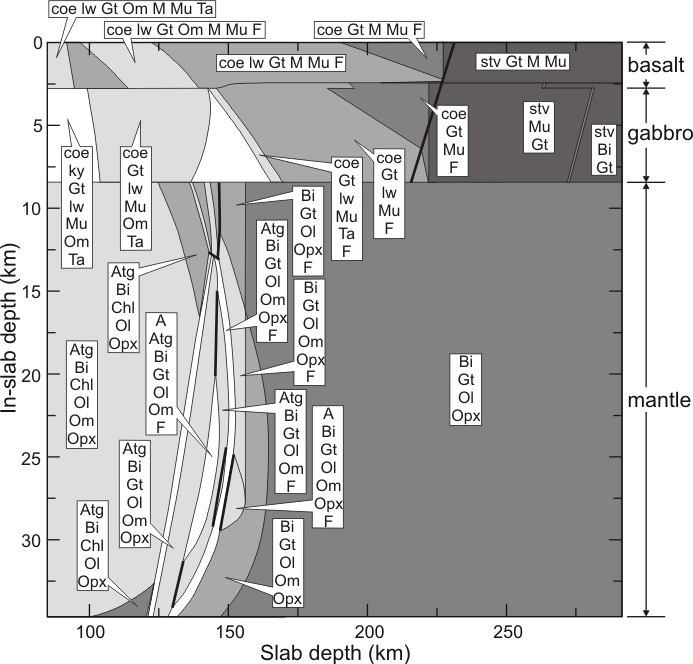 coe lw Gt Om M Mu Ta
coe lw Gt Om M Mu F
coe Gt M Mu F
0
coe lw Gt M Mu F
stv Gt M Mu
basalt
5
coe
ky
Gt
lw
Mu
Om
Ta
coe
Gt
lw
Mu
Om
Ta
coe
Gt
lw
Mu
Ta
F
coe
Gt
lw
Mu
F
coe
Gt
Mu
F
stv
Mu
Gt
stv
Bi
Gt
gabbro
10
Bi
Gt
Ol
Opx
F
Atg
Bi
Gt
Ol
Om
Opx
F
Atg
Bi
Chl
Ol
Opx
15
Bi
Gt
Ol
Om
Opx
F
A
Atg
Bi
Gt
Ol
Om
F
Atg
Bi
Chl
Ol
Om
Opx
20
Bi
Gt
Ol
Opx
mantle
Atg
Bi
Gt
Ol
Om
F
A
Bi
Gt
Ol
Om
Opx
F
25
Atg
Bi
Gt
Ol
Om
Opx
Atg
Bi
Chl
Ol
Opx
30
Bi
Gt
Ol
Om
Opx
In-slab depth (km)
100
150
200
250
Slab depth (km)